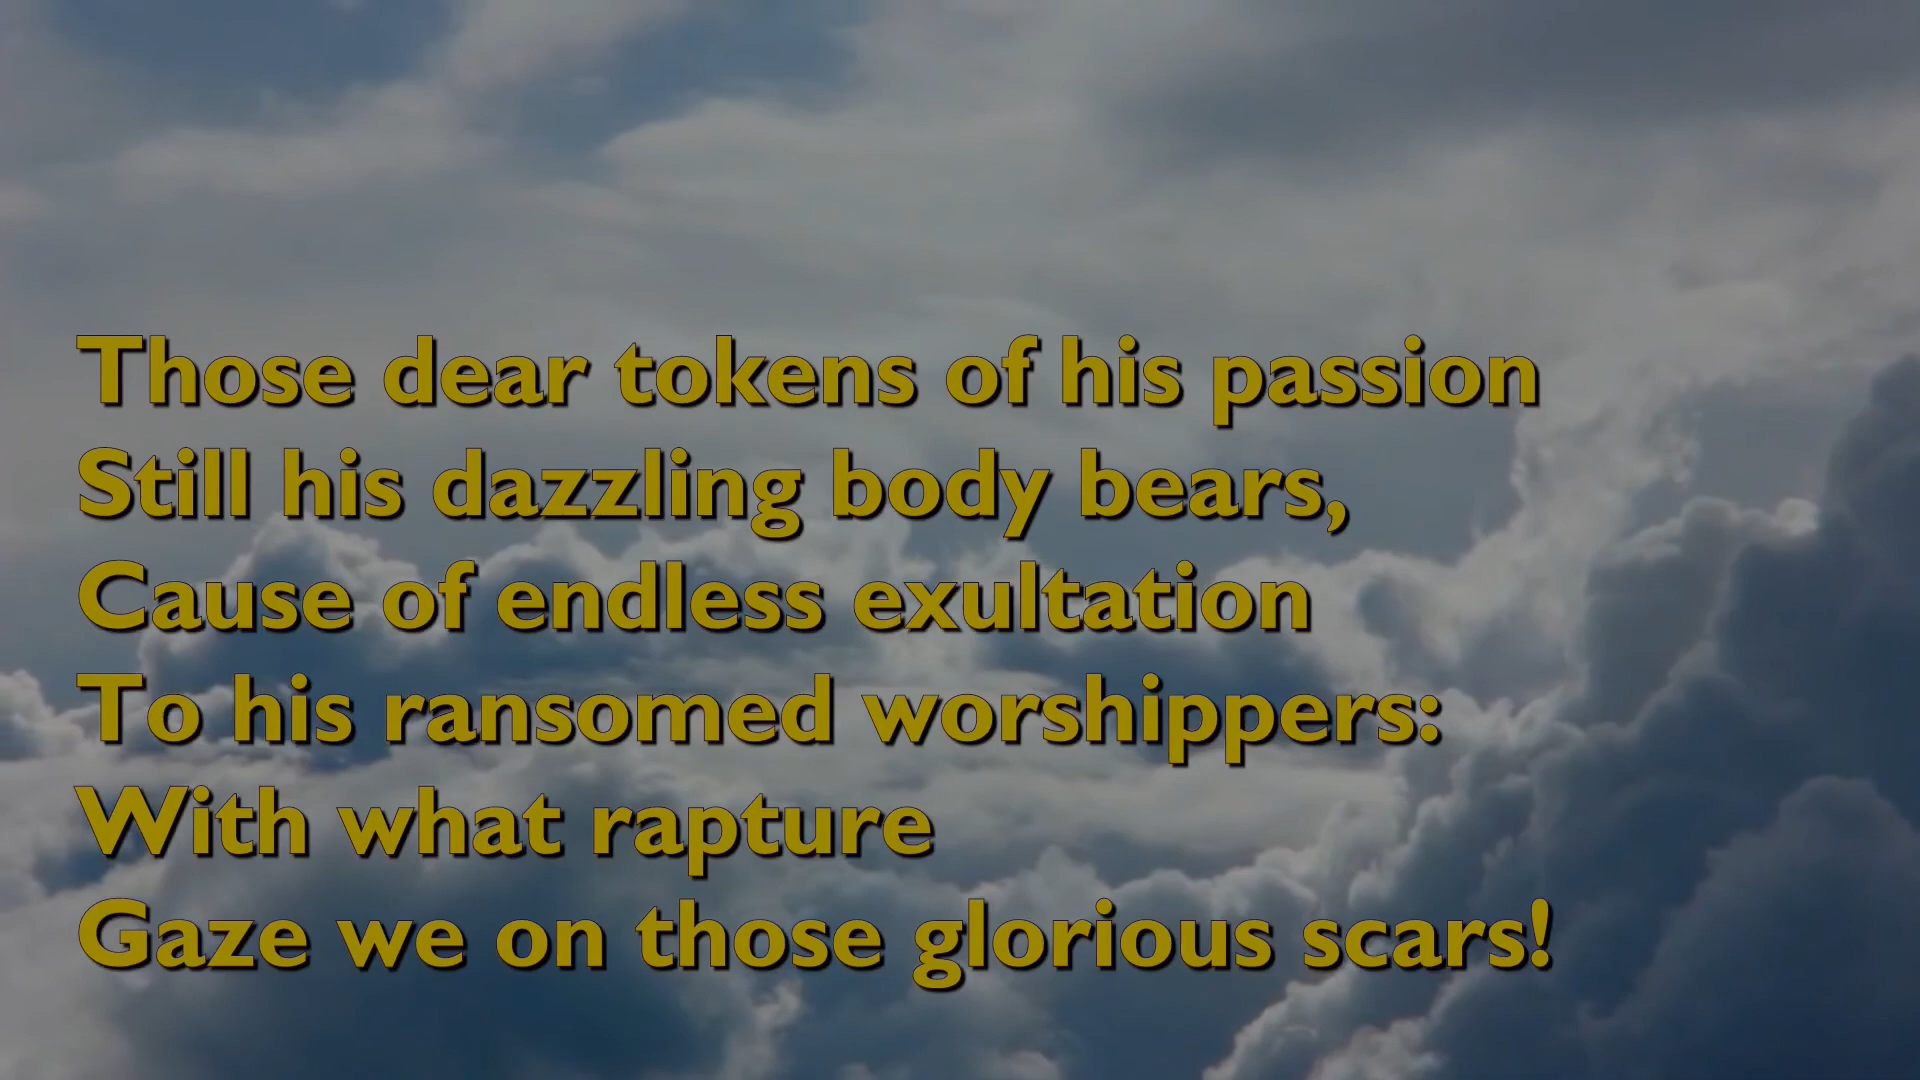 Those dear tokens of his passion
Still his dazzling body bears,
Cause of endless exultation
To his ransomed worshippers:
With what rapture
Gaze we on those glorious scars!